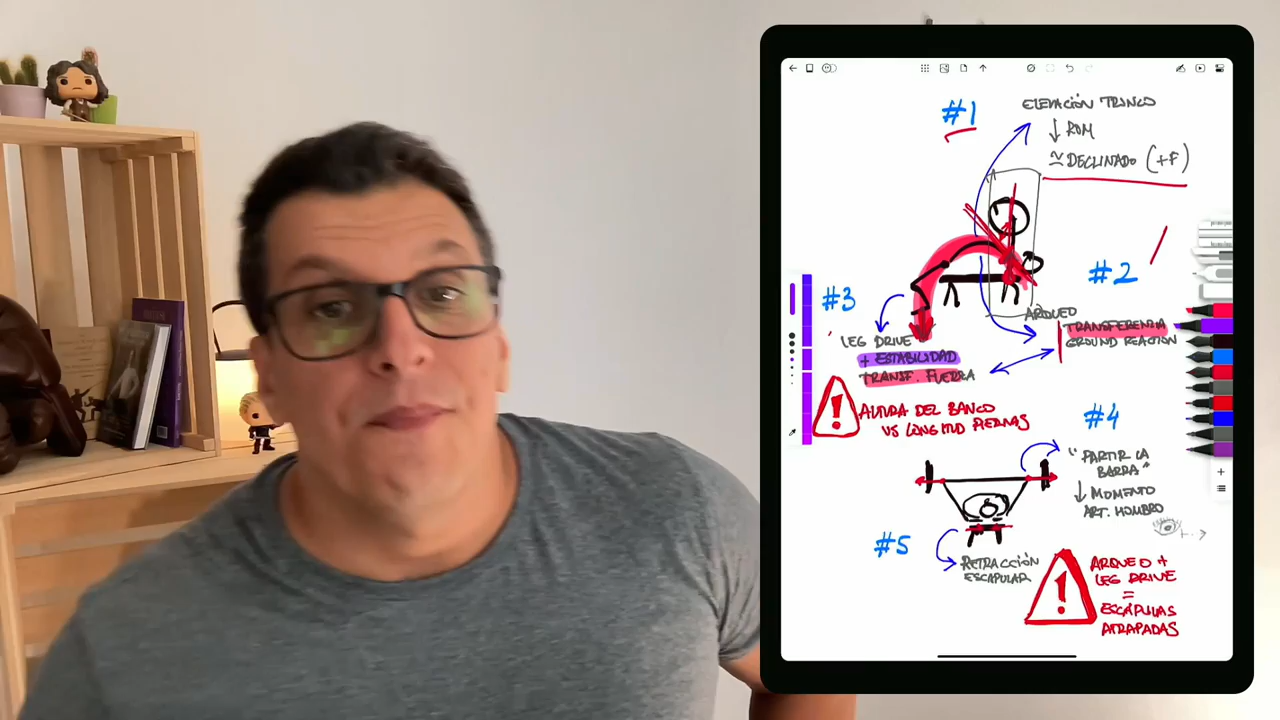 #1
ELEVACIÓN TRONCO
↓ ROM
≃ DECLINADO (+F)
#2
ARQUEO
TRANSFERENCIA
GROUND REACTION
#3
LEG DRIVE
+ ESTABILIDAD
TRANSF. FUERZA
!
ALTURA DEL BANCO
VS LONGITUD PIERNAS
#4
"PARTIR LA
BARRA"
↓ MOMENTO
ART. HOMBRO
#5
RETRACCIÓN
ESCAPULAR
!
ARQUEO +
LEG DRIVE
=
ESCÁPULAS
ATRAPADAS